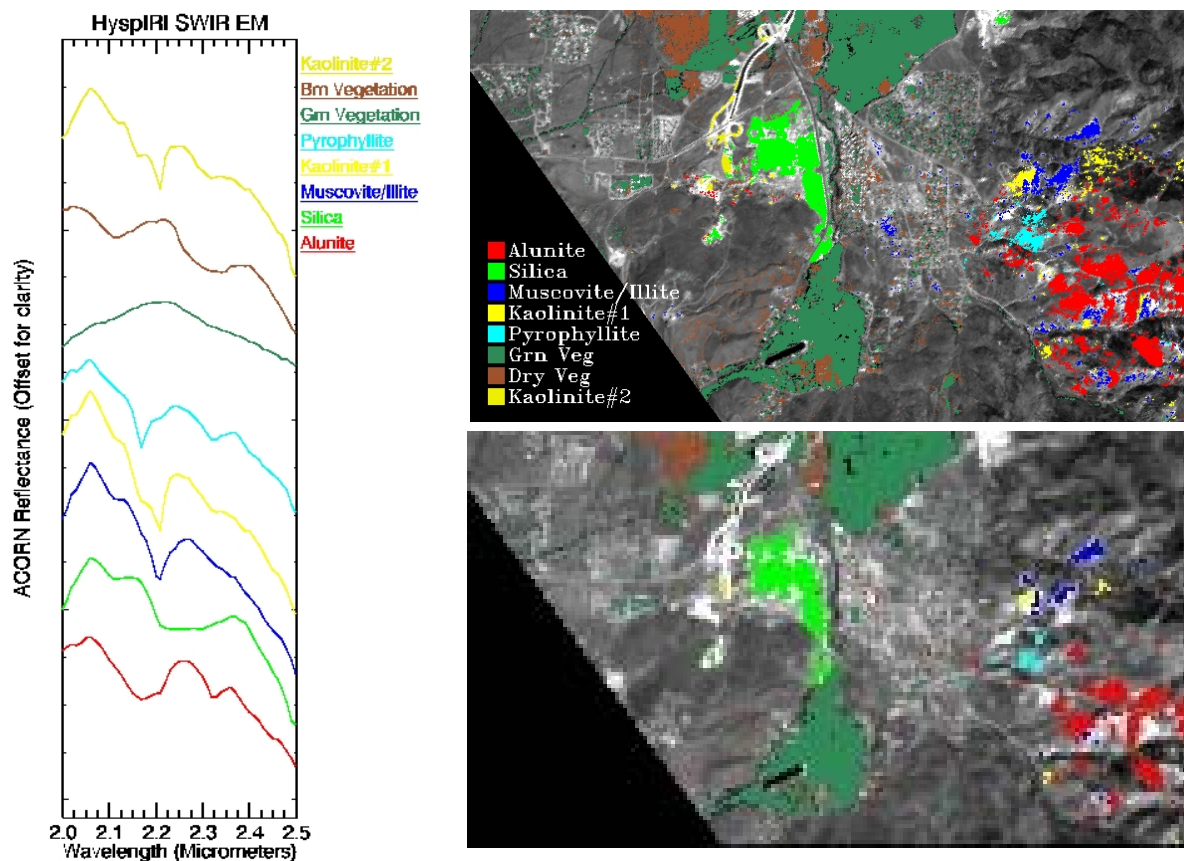 HyspIRI SWIR EM
Kaolinite#2
Brn Vegetation
Grn Vegetation
Pyrophyllite
Kaolinite#1
Muscovite/Illite
Silica
Alunite
ACORN Reflectance (Offset for clarity)
2.0 2.1 2.2 2.3 2.4 2.5
Wavelength (Micrometers)
Alunite
Silica
Muscovite/Illite
Kaolinite#1
Pyrophyllite
Grn Veg
Dry Veg
Kaolinite#2